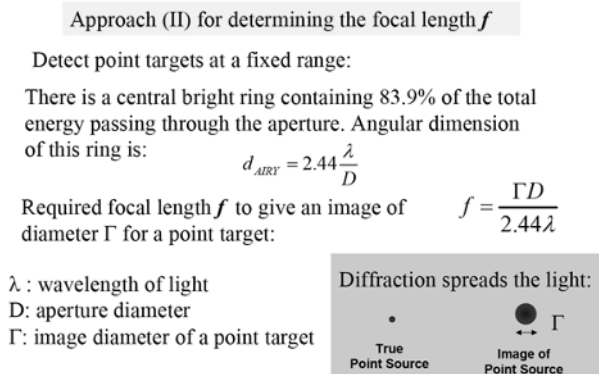 Approach (II) for determining the focal length f
Detect point targets at a fixed range:
There is a central bright ring containing 83.9% of the total
energy passing through the aperture. Angular dimension
of this ring is:
d_AIRY = 2.44 λ/D
Required focal length f to give an image of
diameter Γ for a point target:
f = ΓD/2.44λ
λ : wavelength of light
D: aperture diameter
Γ: image diameter of a point target
Diffraction spreads the light:
Γ
True
Point Source
Image of
Point Source